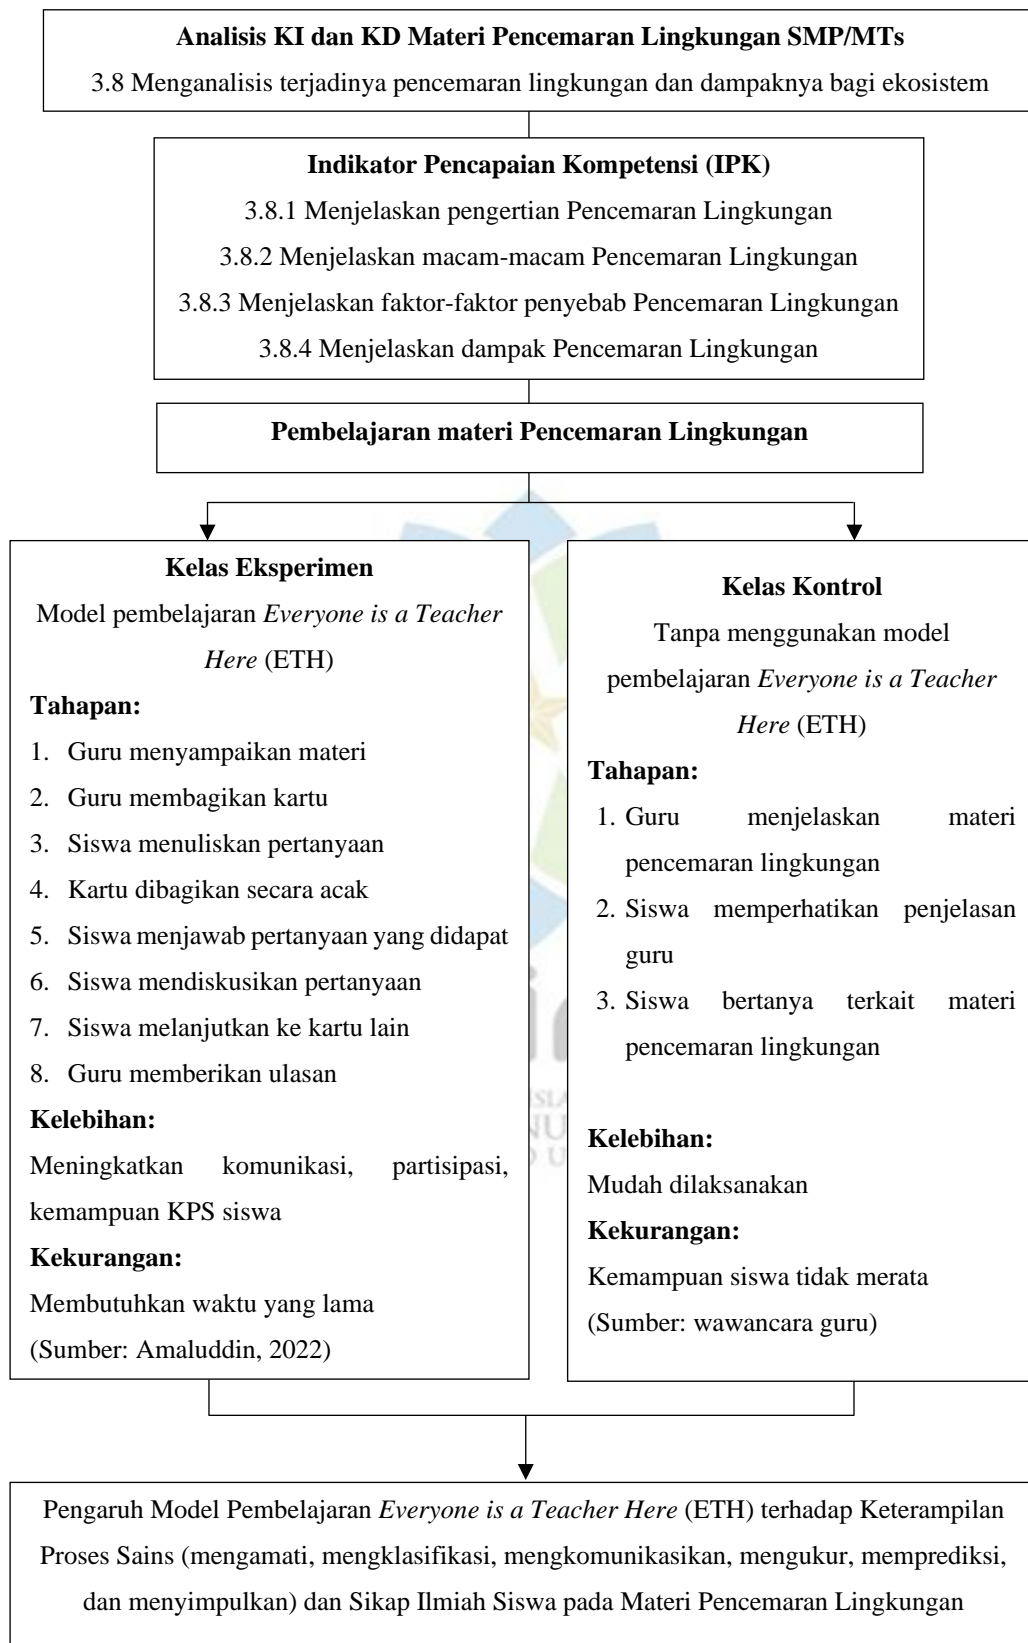 Analisis KI dan KD Materi Pencemaran Lingkungan SMP/MTs
3.8 Menganalisis terjadinya pencemaran lingkungan dan dampaknya bagi ekosistem
Indikator Pencapaian Kompetensi (IPK)
3.8.1 Menjelaskan pengertian Pencemaran Lingkungan
3.8.2 Menjelaskan macam-macam Pencemaran Lingkungan
3.8.3 Menjelaskan faktor-faktor penyebab Pencemaran Lingkungan
3.8.4 Menjelaskan dampak Pencemaran Lingkungan
Pembelajaran materi Pencemaran Lingkungan
Kelas Eksperimen
Model pembelajaran Everyone is a Teacher
Here (ETH)
Tahapan:
1. Guru menyampaikan materi
2. Guru membagikan kartu
3. Siswa menuliskan pertanyaan
4. Kartu dibagikan secara acak
5. Siswa menjawab pertanyaan yang didapat
6. Siswa mendiskusikan pertanyaan
7. Siswa melanjutkan ke kartu lain
8. Guru memberikan ulasan
Kelebihan:
Meningkatkan komunikasi, partisipasi,
kemampuan KPS siswa
Kekurangan:
Membutuhkan waktu yang lama
(Sumber: Amaluddin, 2022)
Kelas Kontrol
Tanpa menggunakan model
pembelajaran Everyone is a Teacher
Here (ETH)
Tahapan:
1. Guru menjelaskan materi
pencemaran lingkungan
2. Siswa memperhatikan penjelasan
guru
3. Siswa bertanya terkait materi
pencemaran lingkungan
Kelebihan:
Mudah dilaksanakan
Kekurangan:
Kemampuan siswa tidak merata
(Sumber: wawancara guru)
Pengaruh Model Pembelajaran Everyone is a Teacher Here (ETH) terhadap Keterampilan
Proses Sains (mengamati, mengklasifikasi, mengkomunikasikan, mengukur, memprediksi,
dan menyimpulkan) dan Sikap Ilmiah Siswa pada Materi Pencemaran Lingkungan